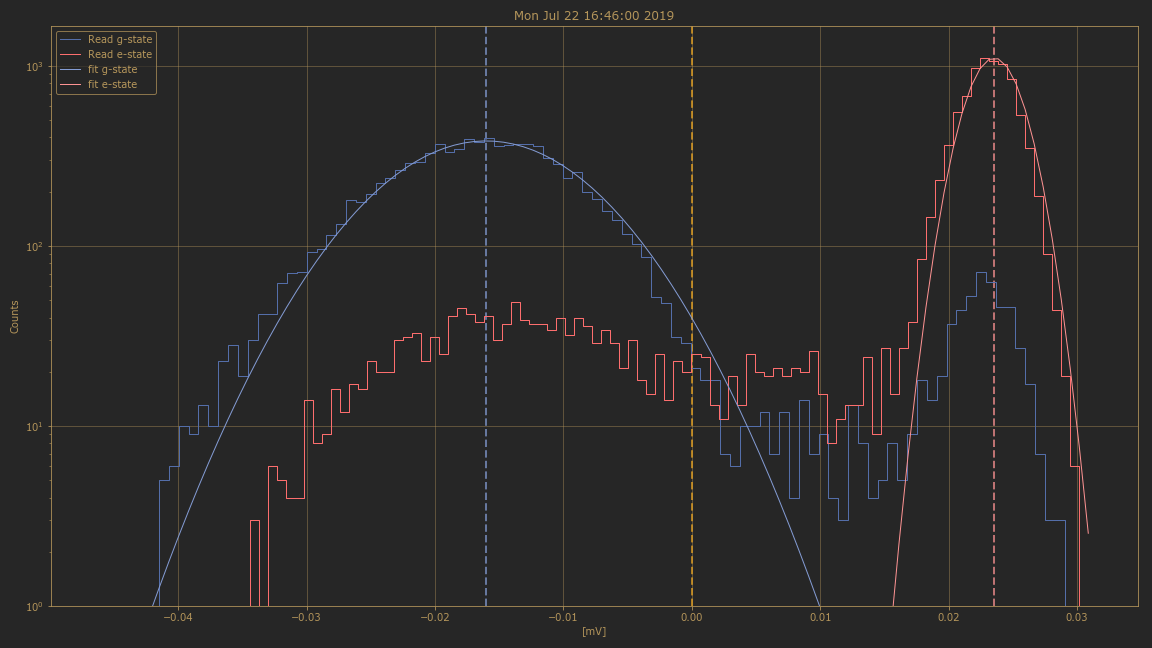 Mon Jul 22 16:46:00 2019
Read g-state
Read e-state
fit g-state
fit e-state
Counts
10³
10²
10¹
10⁰
−0.04 −0.03 −0.02 −0.01 0.00 0.01 0.02 0.03
[mV]